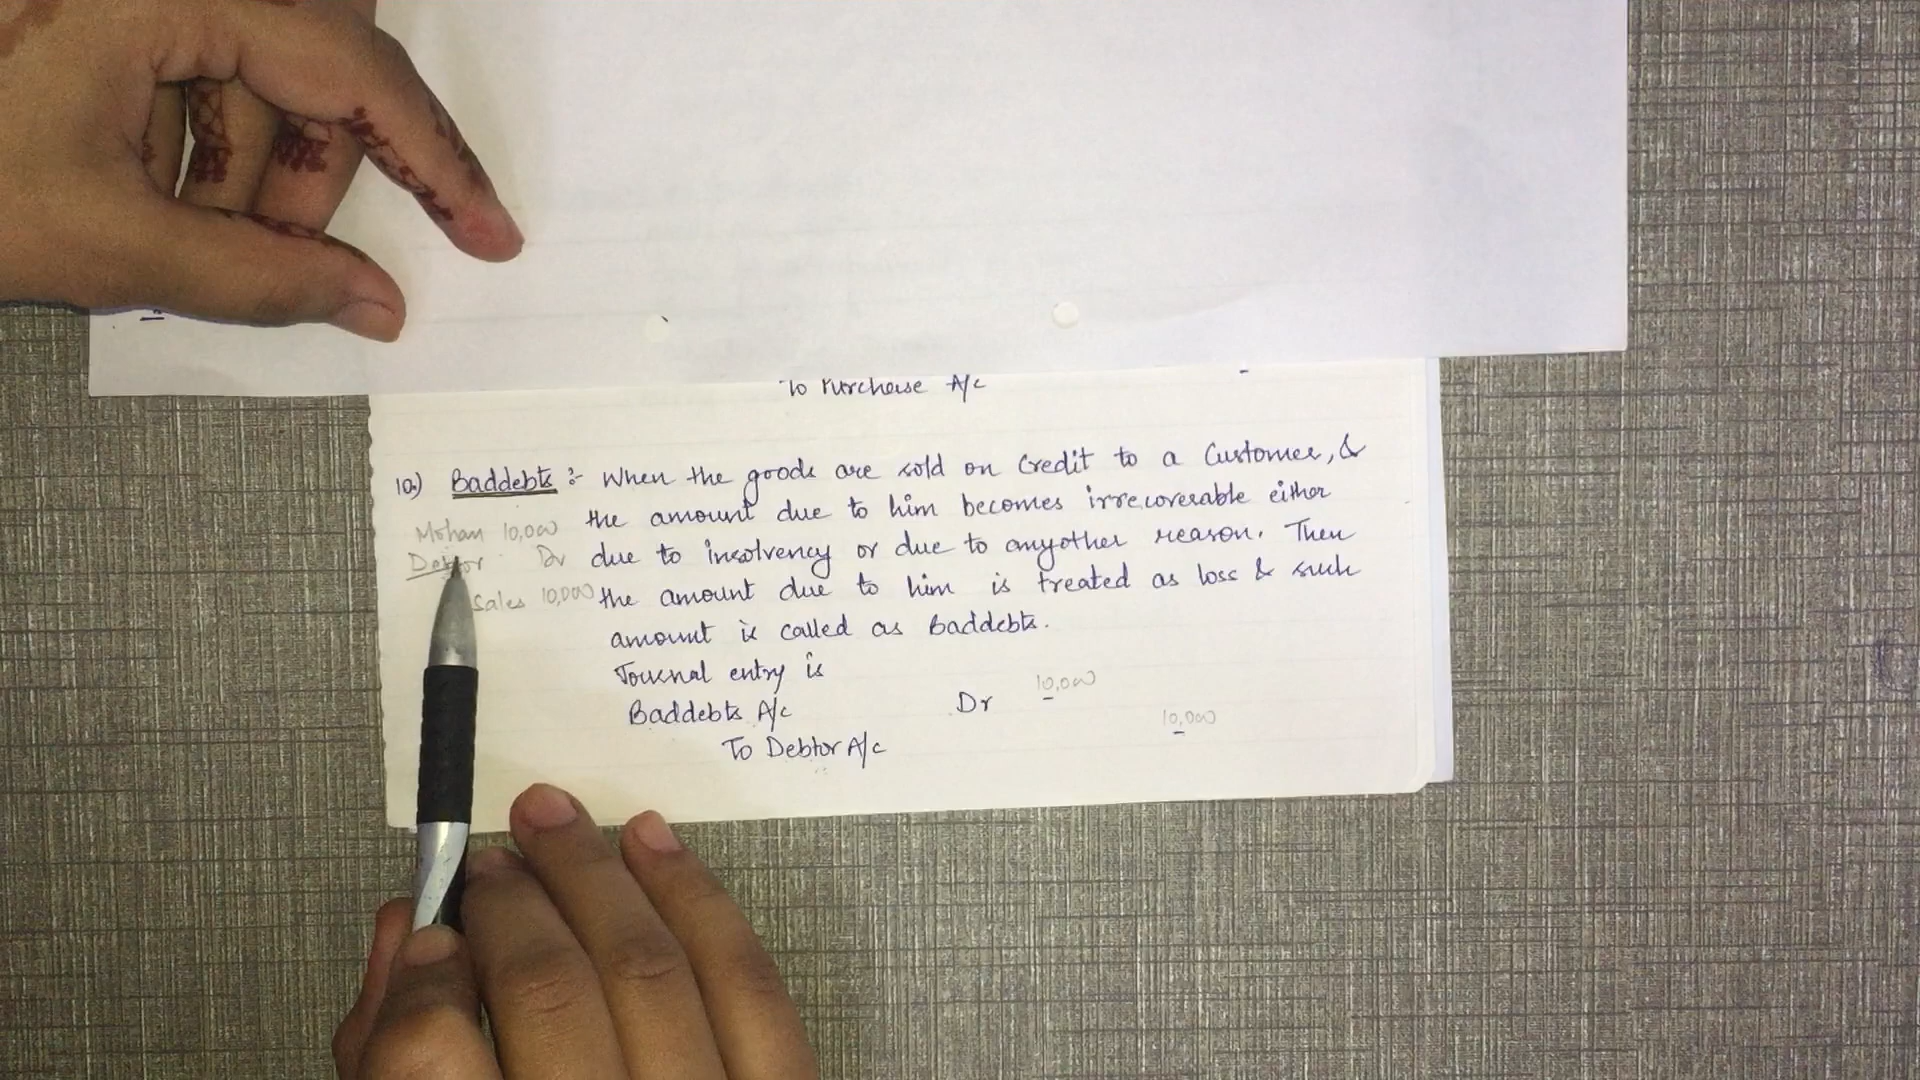 To Purchase A/c
10.) Baddebts :- When the goods are sold on Credit to a Customer, &
the amount due to him becomes irrecoverable either
Mohan 10,000
due to insolvency or due to anyother reason. Then
Debtor Dr
the amount due to him is treated as loss & such
Sales 10,000
amount is called as Baddebts.
Journal entry is
Baddebts A/c Dr 10,000
To Debtor A/c 10,000